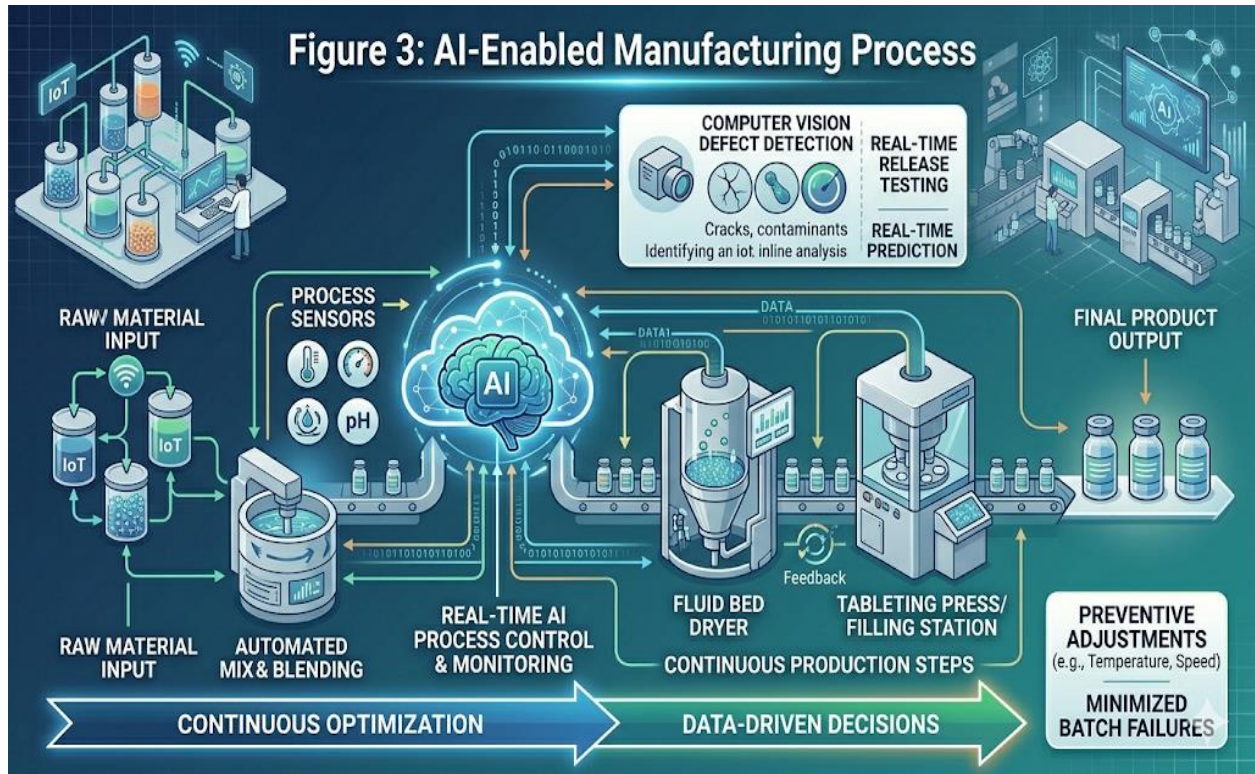 Figure 3: AI-Enabled Manufacturing Process
IoT
AI
COMPUTER VISION
DEFECT DETECTION
Cracks, contaminants
Identifying an iot inline analysis
REAL-TIME
RELEASE
TESTING
REAL-TIME
PREDICTION
RAW MATERIAL
INPUT
IoT
IoT
PROCESS
SENSORS
pH
AI
DATA
010101101011101010101
DATA1
FINAL PRODUCT
OUTPUT
Feedback
RAW MATERIAL
INPUT
AUTOMATED
MIX & BLENDING
REAL-TIME AI
PROCESS CONTROL
& MONITORING
FLUID BED
DRYER
TABLETING PRESS/
FILLING STATION
CONTINUOUS PRODUCTION STEPS
PREVENTIVE
ADJUSTMENTS
(e.g., Temperature, Speed)
MINIMIZED
BATCH FAILURES
CONTINUOUS OPTIMIZATION
DATA-DRIVEN DECISIONS